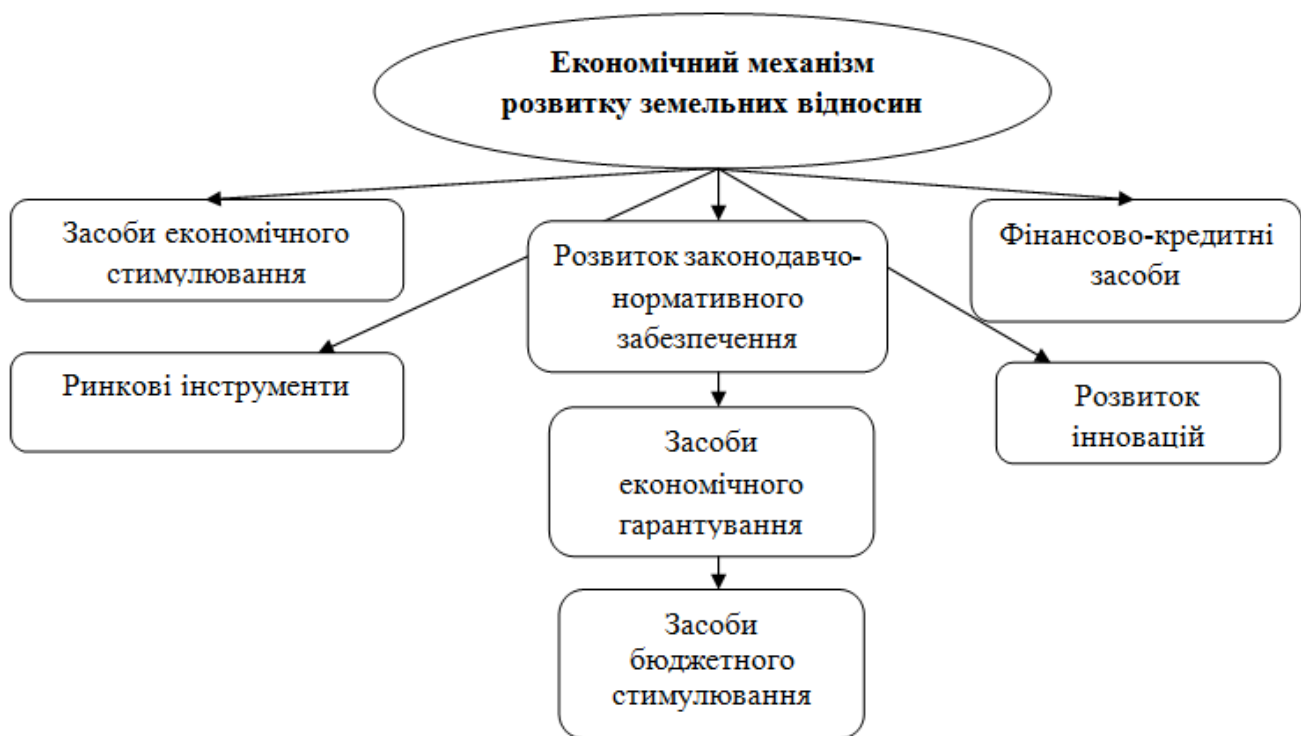 Економічний механізм
розвитку земельних відносин
Засоби економічного
стимулювання
Розвиток законодавчо-
нормативного
забезпечення
Фінансово-кредитні
засоби
Ринкові інструменти
Розвиток
інновацій
Засоби
економічного
гарантування
Засоби
бюджетного
стимулювання